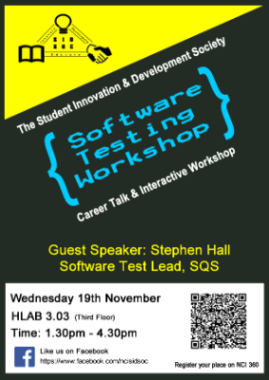 The Student Innovation & Development Society
{ Software
Testing
Workshop }
Career Talk & Interactive Workshop
Guest Speaker: Stephen Hall
Software Test Lead, SQS
Wednesday 19th November
HLAB 3.03 (Third Floor)
Time: 1.30pm - 4.30pm
Like us on Facebook
https://www.facebook.com/ncisidsoc
Register your place on NCI 360